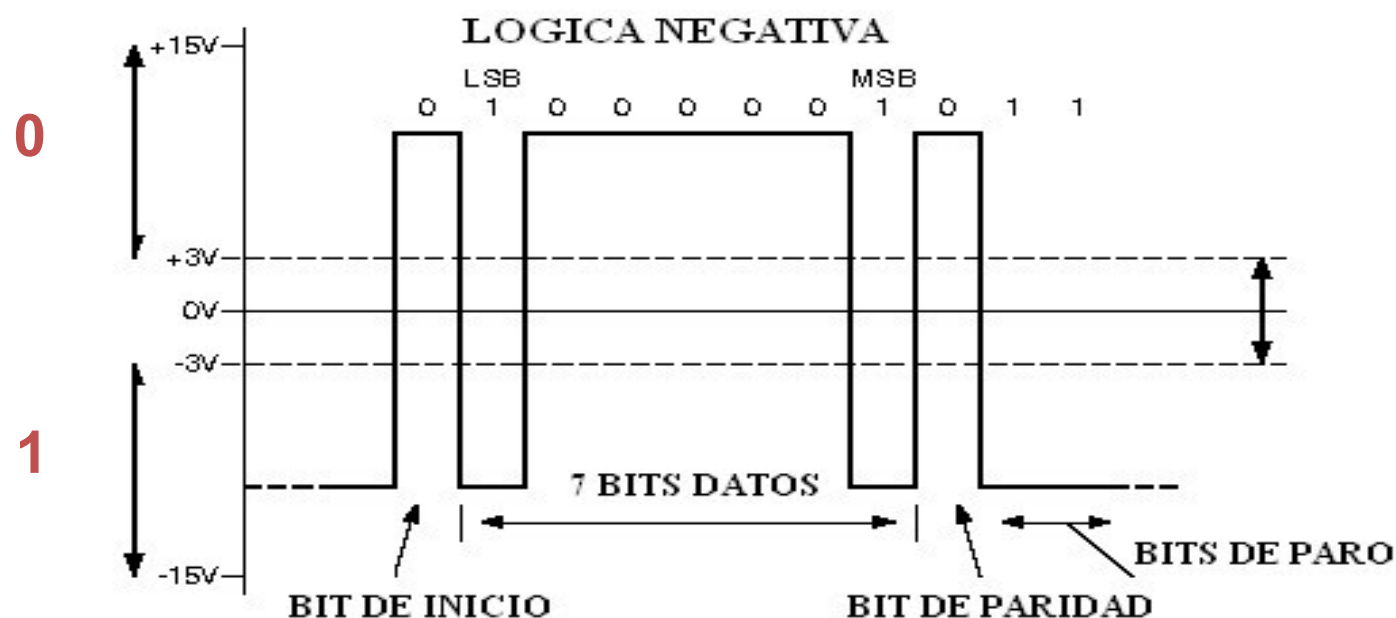 LOGICA NEGATIVA
+15V
LSB MSB
0 1 0 0 0 0 0 1 0 1 1
0
+3V
0V
-3V
1
7 BITS DATOS
BITS DE PARO
-15V
BIT DE INICIO BIT DE PARIDAD